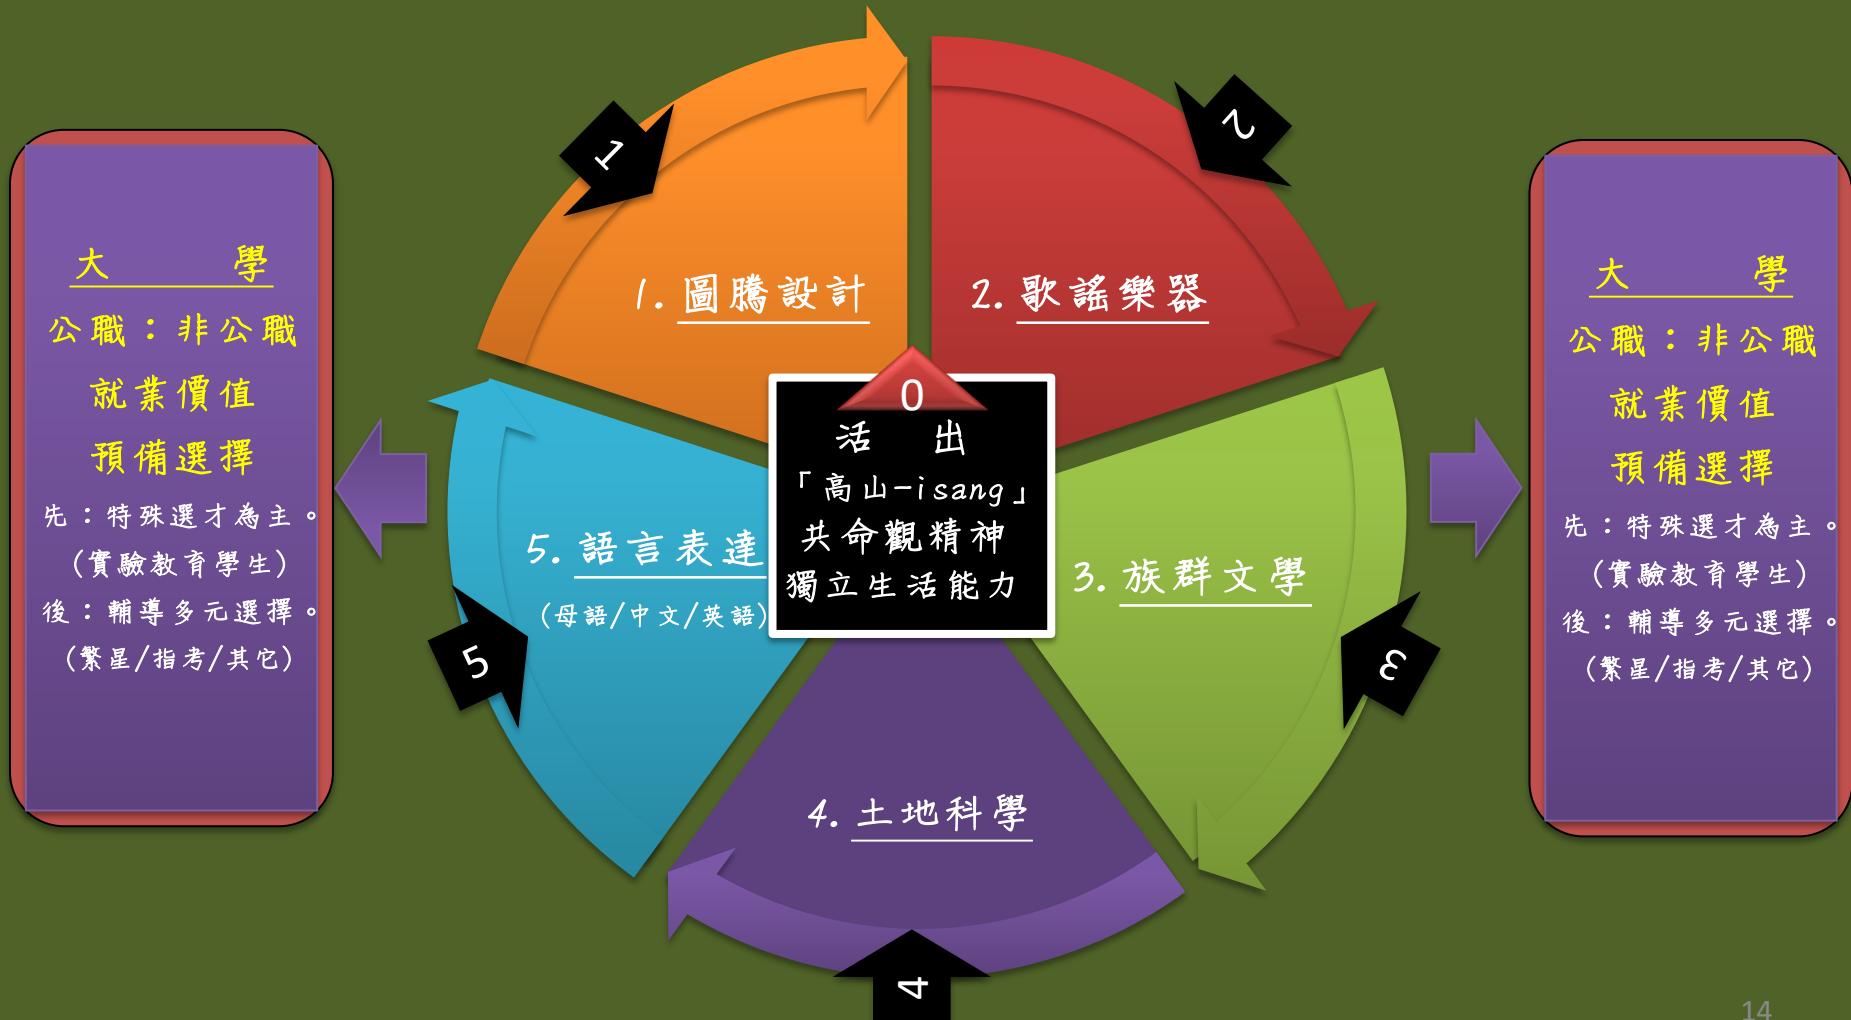 大 學
公職：非公職
就業價值
預備選擇
先：特殊選才為主。
(實驗教育學生)
後：輔導多元選擇。
(繁星/指考/其它)
1
1.圖騰設計
2
2.歌謠樂器
0
活 出
「高山-isang」
共命觀精神
獨立生活能力
3.族群文學
3
4.土地科學
4
5.語言表達
(母語/中文/英語)
5
大 學
公職：非公職
就業價值
預備選擇
先：特殊選才為主。
(實驗教育學生)
後：輔導多元選擇。
(繁星/指考/其它)
14